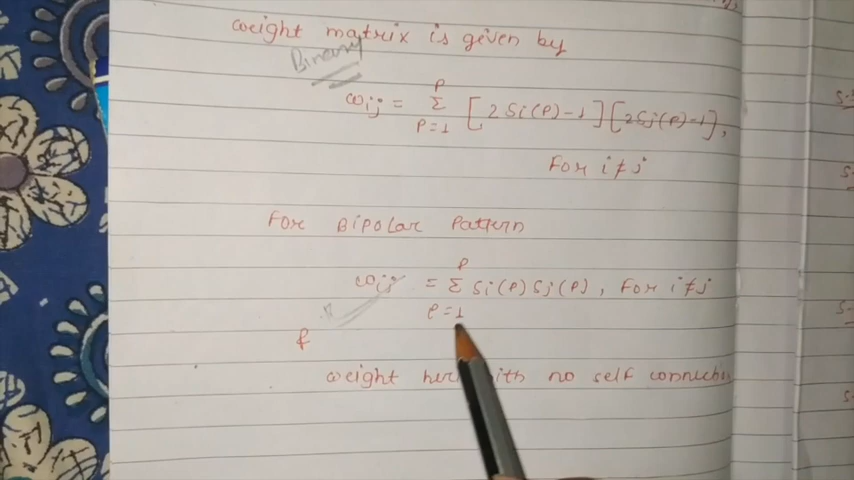 weight matrix is given by
Binary
wij = P Σ P=1 [2Si(P)-1][2Sj(P)-1],
For i≠j
For Bipolar Pattern
wij = P Σ P=1 Si(P)Sj(P), For i≠j
&
weight here with no self connection